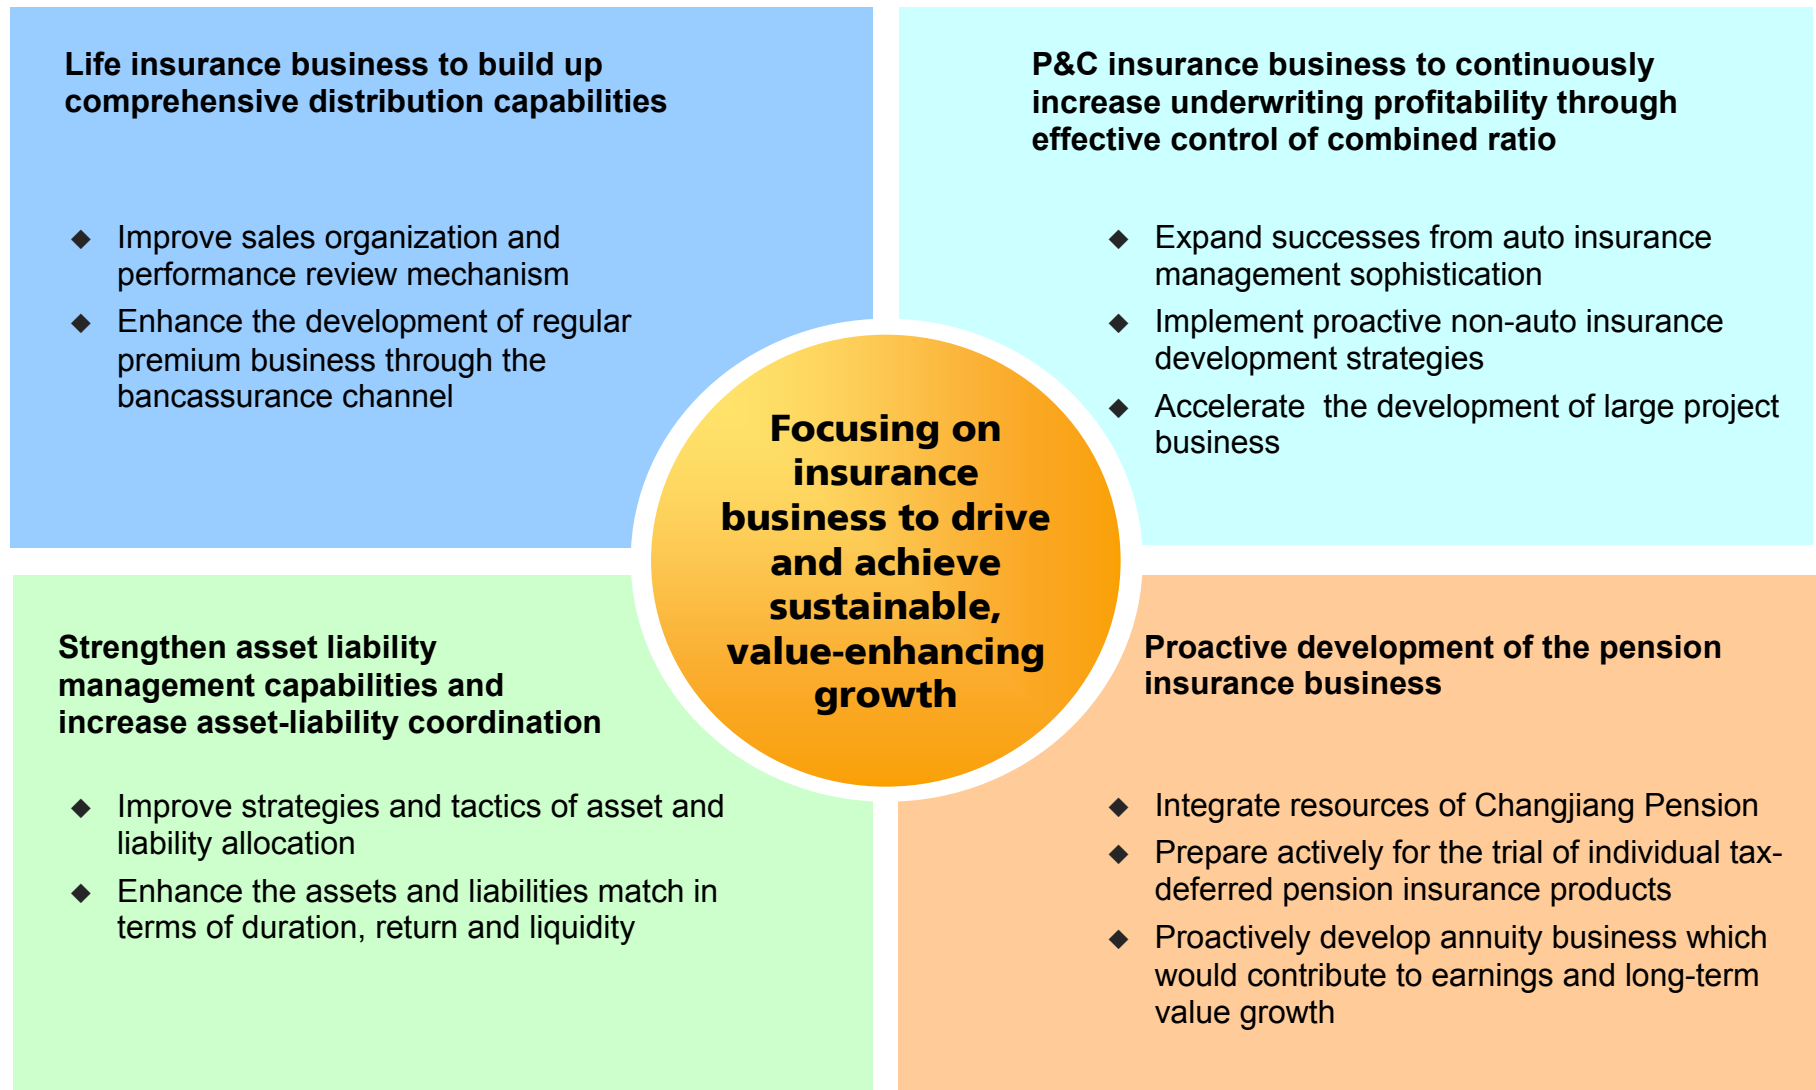 Life insurance business to build up
comprehensive distribution capabilities
◆ Improve sales organization and
performance review mechanism
◆ Enhance the development of regular
premium business through the
bancassurance channel
P&C insurance business to continuously
increase underwriting profitability through
effective control of combined ratio
◆ Expand successes from auto insurance
management sophistication
◆ Implement proactive non-auto insurance
development strategies
◆ Accelerate  the development of large project
business
Focusing on
insurance
business to drive
and achieve
sustainable,
value-enhancing
growth
Strengthen asset liability
management capabilities and
increase asset-liability coordination
◆ Improve strategies and tactics of asset and
liability allocation
◆ Enhance the assets and liabilities match in
terms of duration, return and liquidity
Proactive development of the pension
insurance business
◆ Integrate resources of Changjiang Pension
◆ Prepare actively for the trial of individual tax-
deferred pension insurance products
◆ Proactively develop annuity business which
would contribute to earnings and long-term
value growth